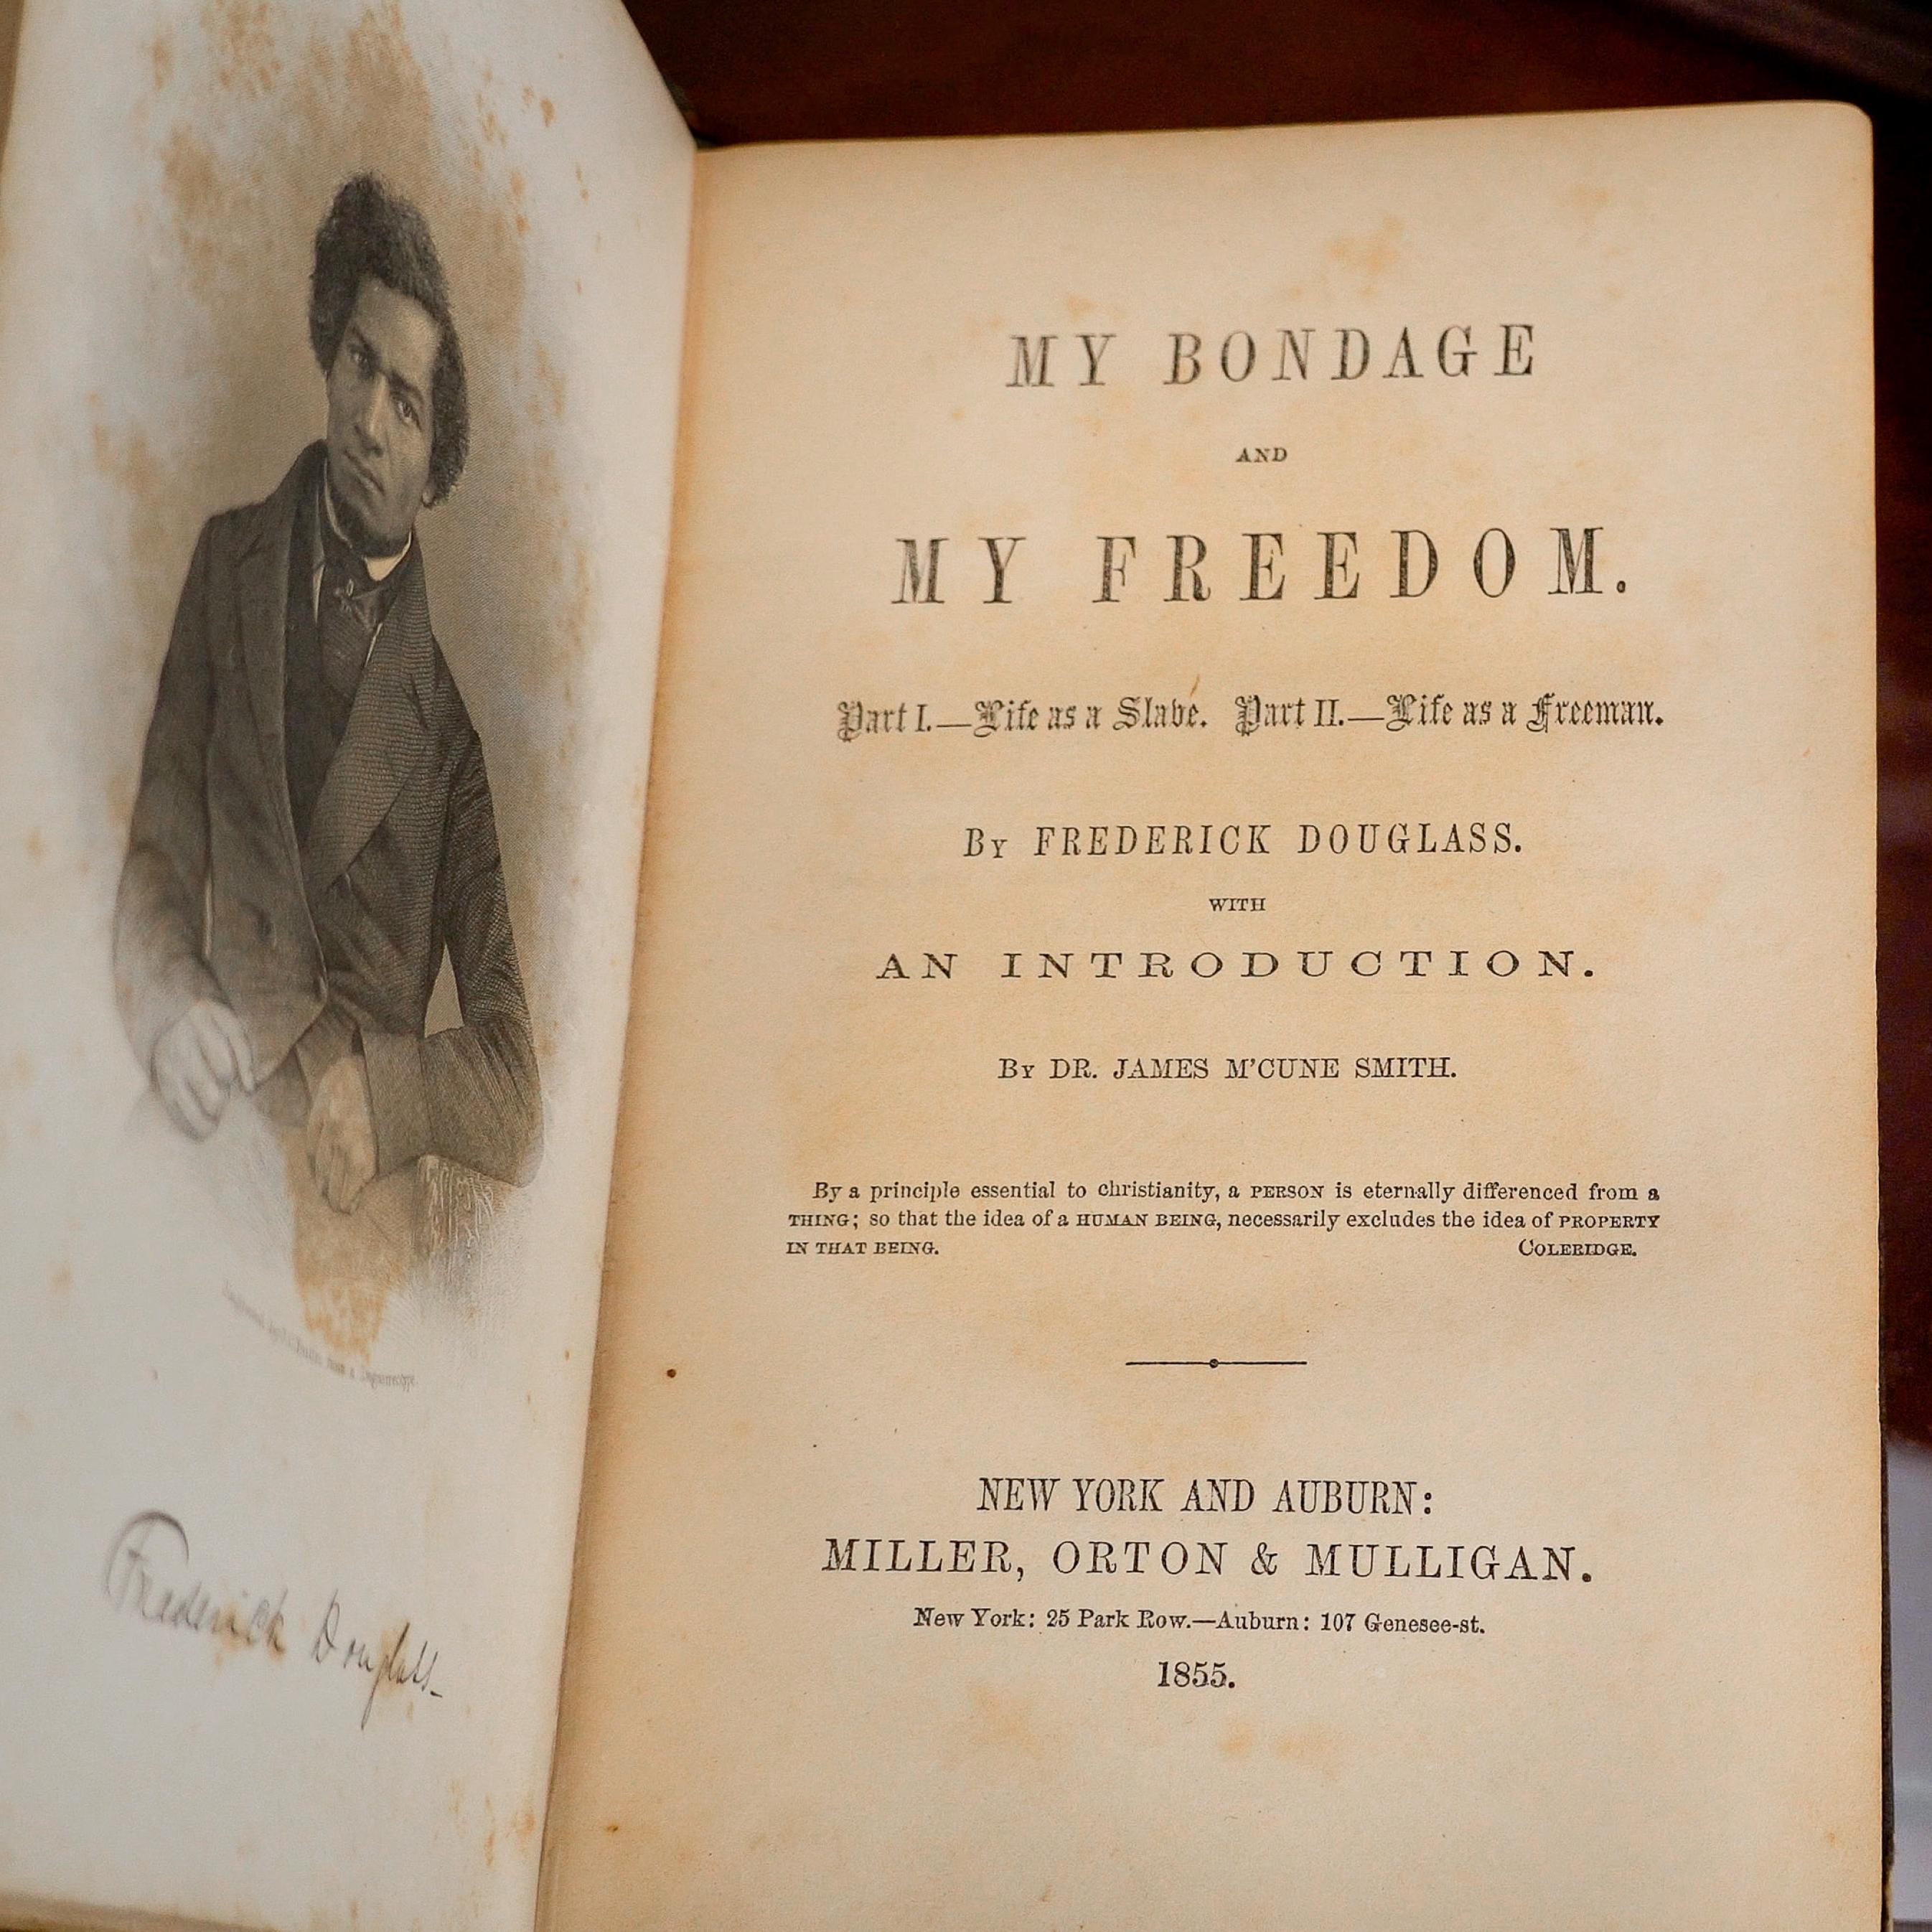 Frederick Douglass
MY BONDAGE
AND
MY FREEDOM.
Part I.—Life as a Slave. Part II.—Life as a Freeman.
By FREDERICK DOUGLASS.
WITH
AN INTRODUCTION.
By DR. JAMES M'CUNE SMITH.
By a principle essential to christianity, a PERSON is eternally differenced from a
THING; so that the idea of a HUMAN BEING, necessarily excludes the idea of PROPERTY
IN THAT BEING. COLERIDGE.
NEW YORK AND AUBURN:
MILLER, ORTON & MULLIGAN.
New York: 25 Park Row.—Auburn: 107 Genesee-st.
1855.